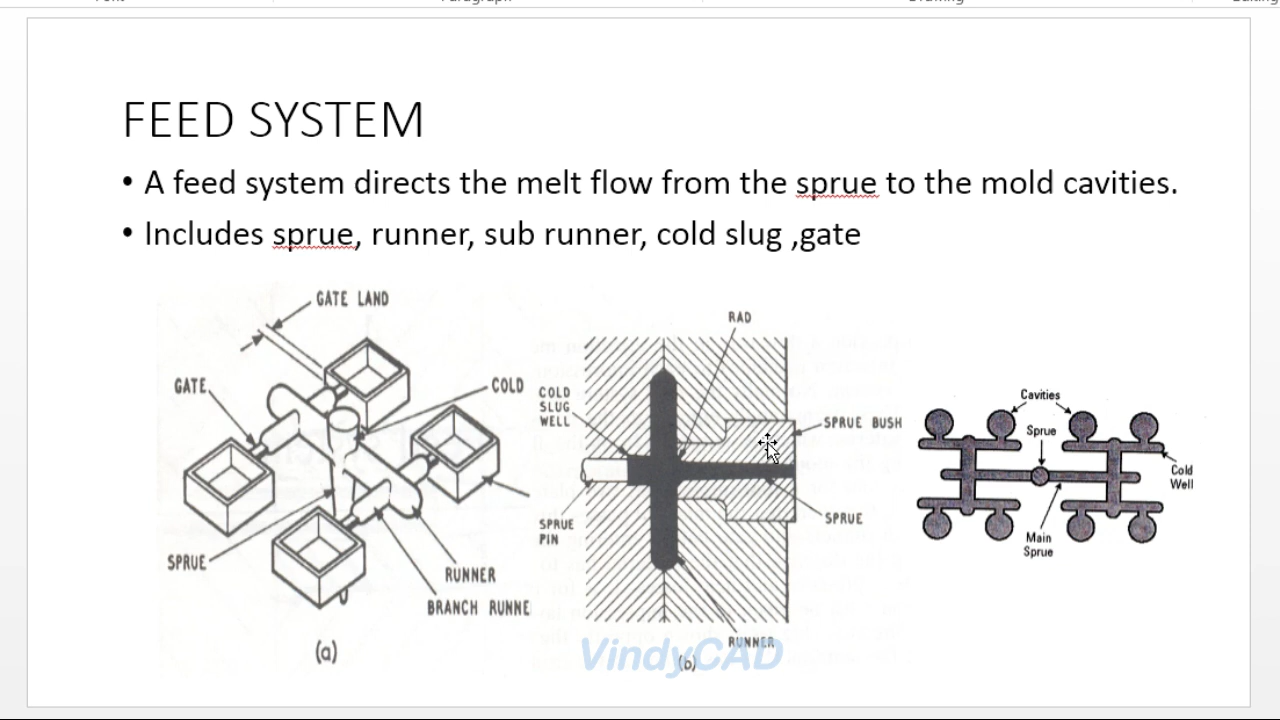 FEED SYSTEM
• A feed system directs the melt flow from the sprue to the mold cavities.
• Includes sprue, runner, sub runner, cold slug ,gate
GATE LAND
GATE
COLD
SPRUE
RUNNER
BRANCH RUNNE
(a)
RAD
COLD
SLUG
WELL
SPRUE BUSH
SPRUE
PIN
SPRUE
RUNNER
VindyCAD
(b)
Cavities
Sprue
Cold
Well
Main
Sprue